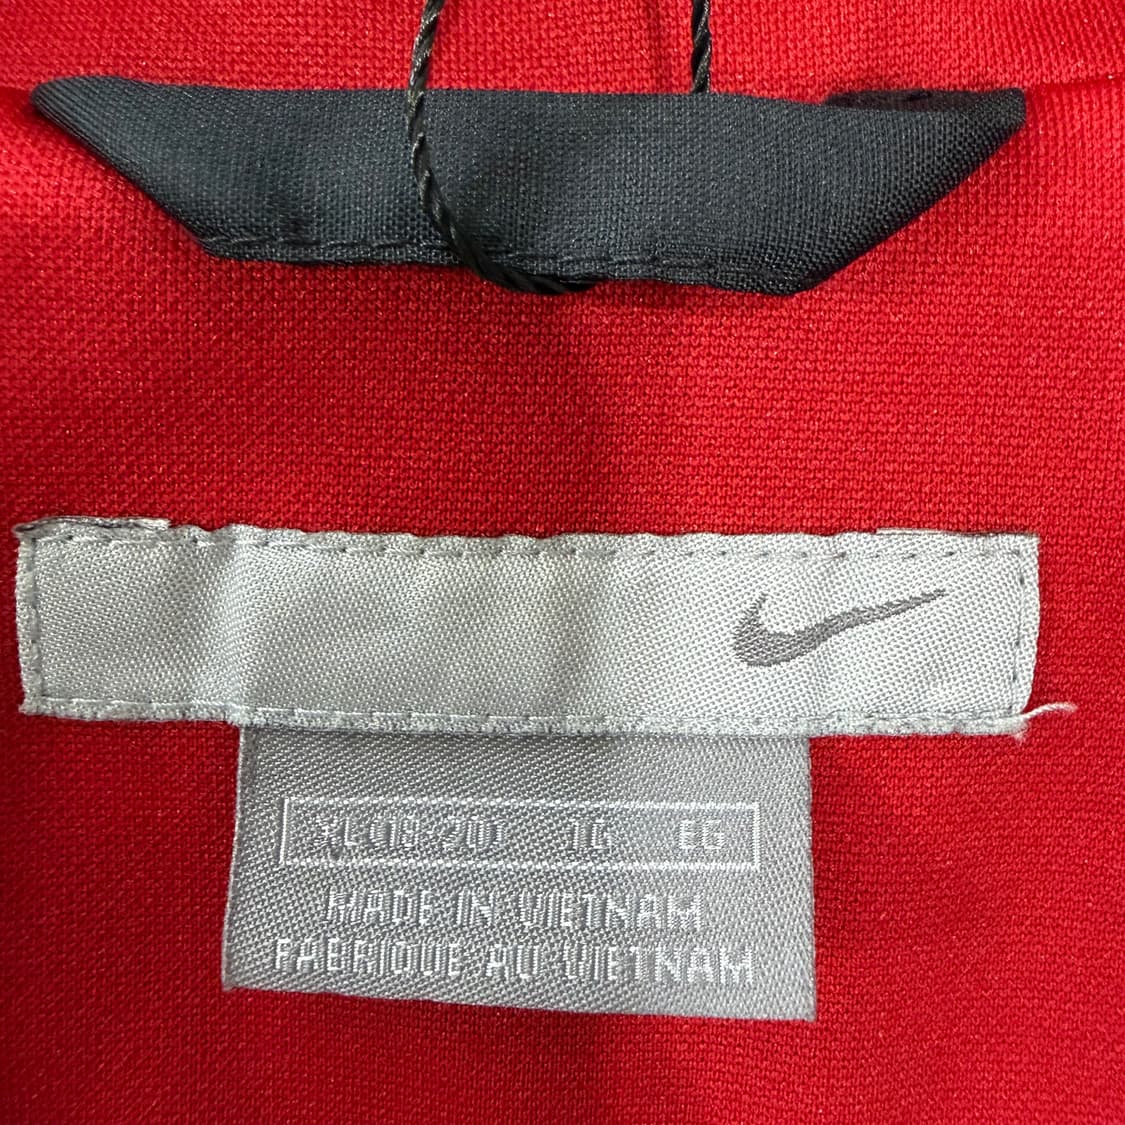 XL (18-20) TG EG
MADE IN VIETNAM
FABRIQUE AU VIETNAM